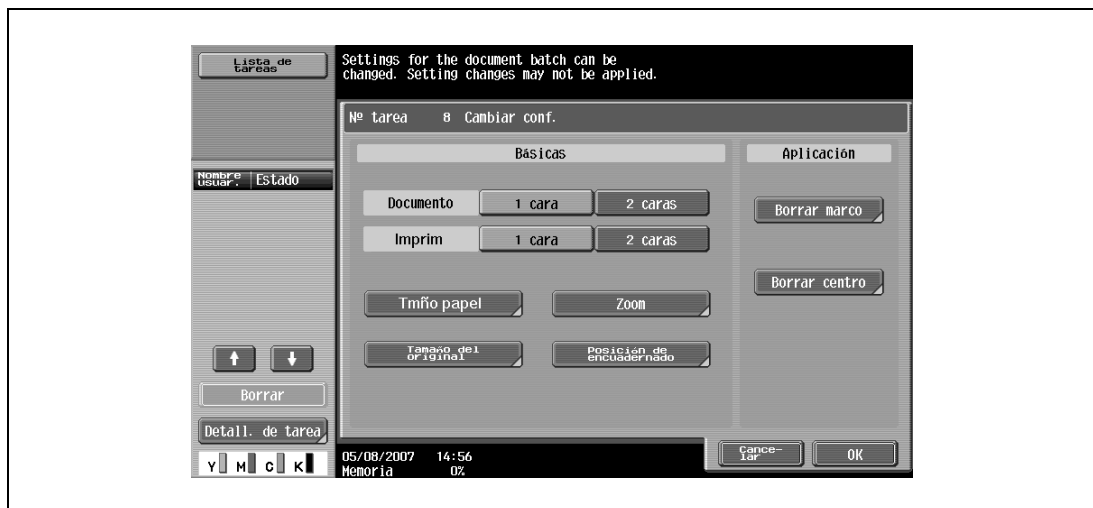 Lista de
tareas
Settings for the document batch can be
changed. Setting changes may not be applied.
Nº tarea 8 Cambiar conf.
Básicas
Aplicación
Nombre
usuar.
Estado
Documento
1 cara
2 caras
Borrar marco
Imprim
1 cara
2 caras
Borrar centro
Tmño papel
Zoom
Tamaño del
original
Posición de
encuadernado
Borrar
Detall. de tarea
Y M C K
05/08/2007 14:56
Memoria 0%
Cance-
lar
OK